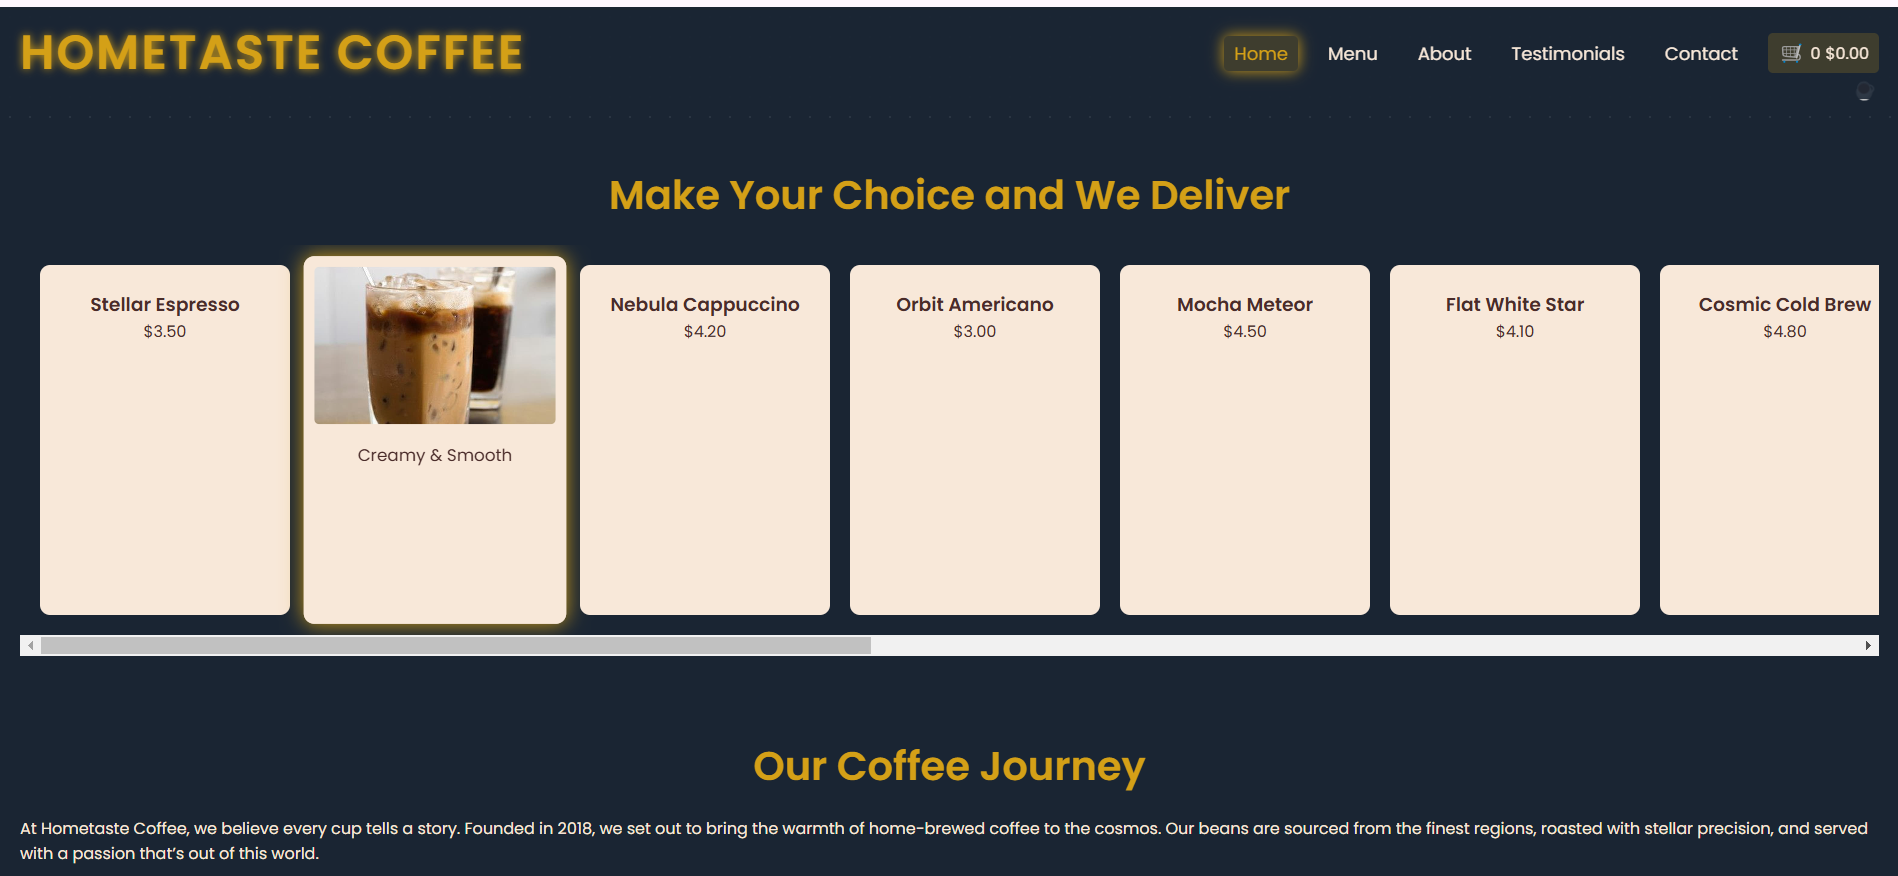 HOMETASTE COFFEE
Home
Menu
About
Testimonials
Contact
0 $0.00
Make Your Choice and We Deliver
Stellar Espresso
$3.50
Creamy & Smooth
Nebula Cappuccino
$4.20
Orbit Americano
$3.00
Mocha Meteor
$4.50
Flat White Star
$4.10
Cosmic Cold Brew
$4.80
Our Coffee Journey
At Hometaste Coffee, we believe every cup tells a story. Founded in 2018, we set out to bring the warmth of home-brewed coffee to the cosmos. Our beans are sourced from the finest regions, roasted with stellar precision, and served
with a passion that’s out of this world.